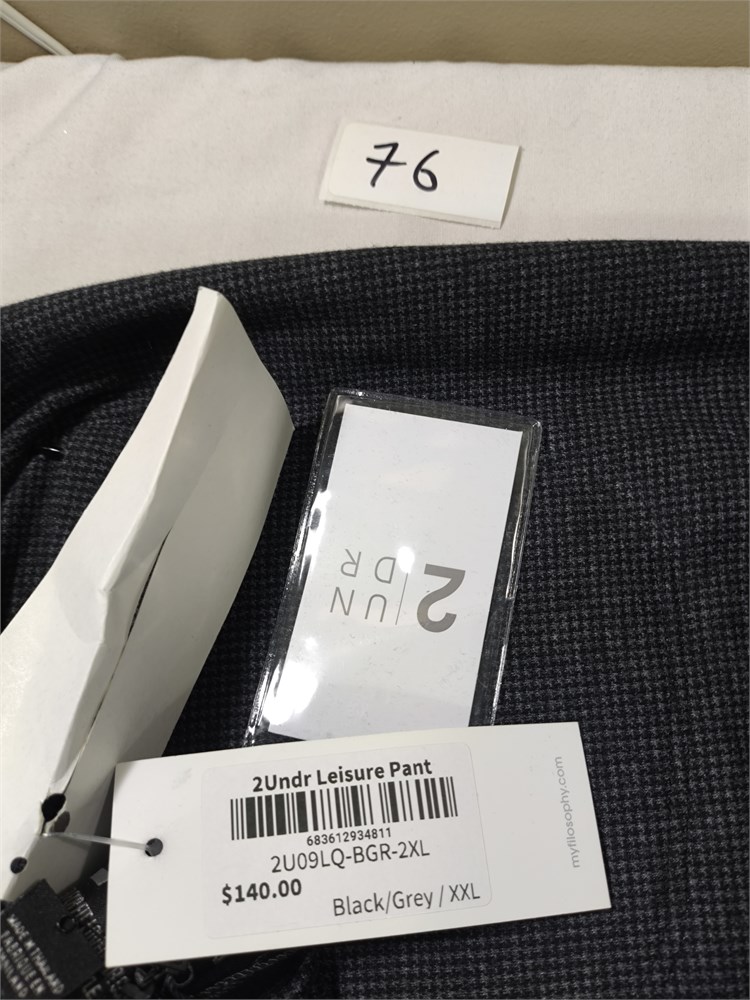 76
2 UN
DR
2Undr Leisure Pant
683612934811
2U09LQ-BGR-2XL
$140.00
Black/Grey / XXL
myfilosophy.com